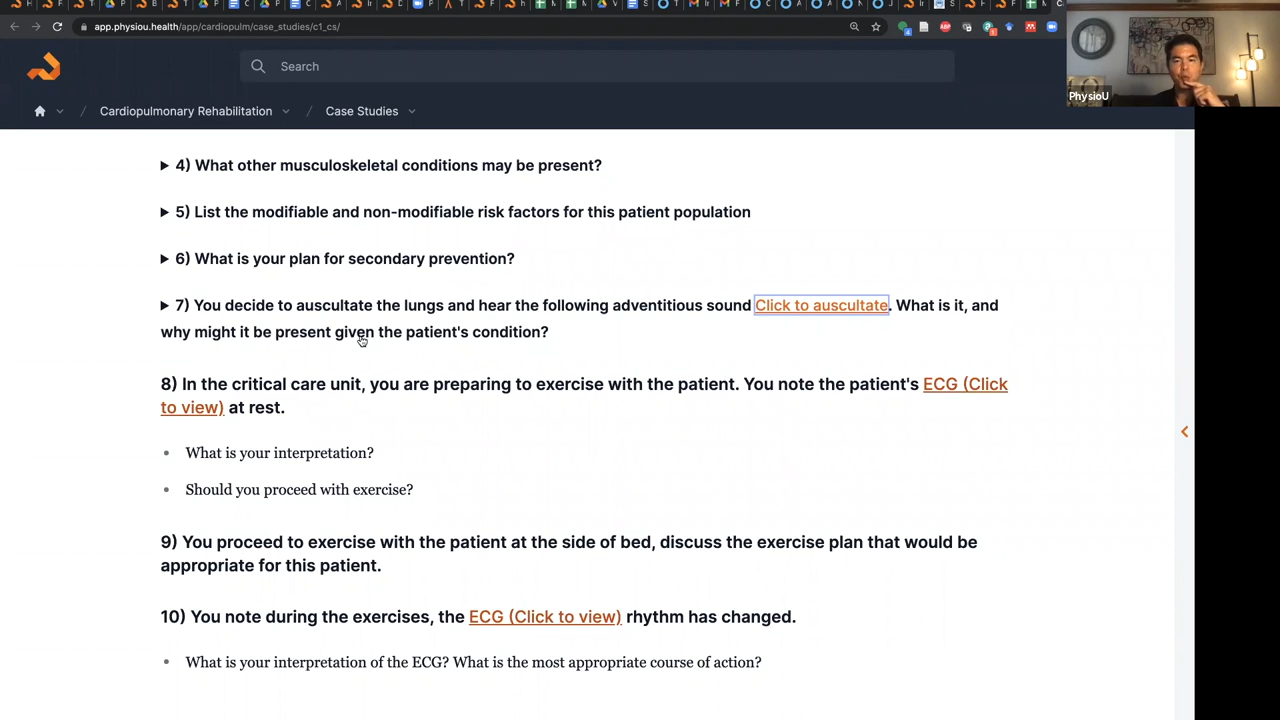 app.physiou.health/app/cardiopulm/case_studies/c1_cs/
PhysioU
Search
Cardiopulmonary Rehabilitation / Case Studies
4) What other musculoskeletal conditions may be present?
5) List the modifiable and non-modifiable risk factors for this patient population
6) What is your plan for secondary prevention?
7) You decide to auscultate the lungs and hear the following adventitious sound Click to auscultate. What is it, and
why might it be present given the patient's condition?
8) In the critical care unit, you are preparing to exercise with the patient. You note the patient's ECG (Click
to view) at rest.
• What is your interpretation?
• Should you proceed with exercise?
9) You proceed to exercise with the patient at the side of bed, discuss the exercise plan that would be
appropriate for this patient.
10) You note during the exercises, the ECG (Click to view) rhythm has changed.
• What is your interpretation of the ECG? What is the most appropriate course of action?